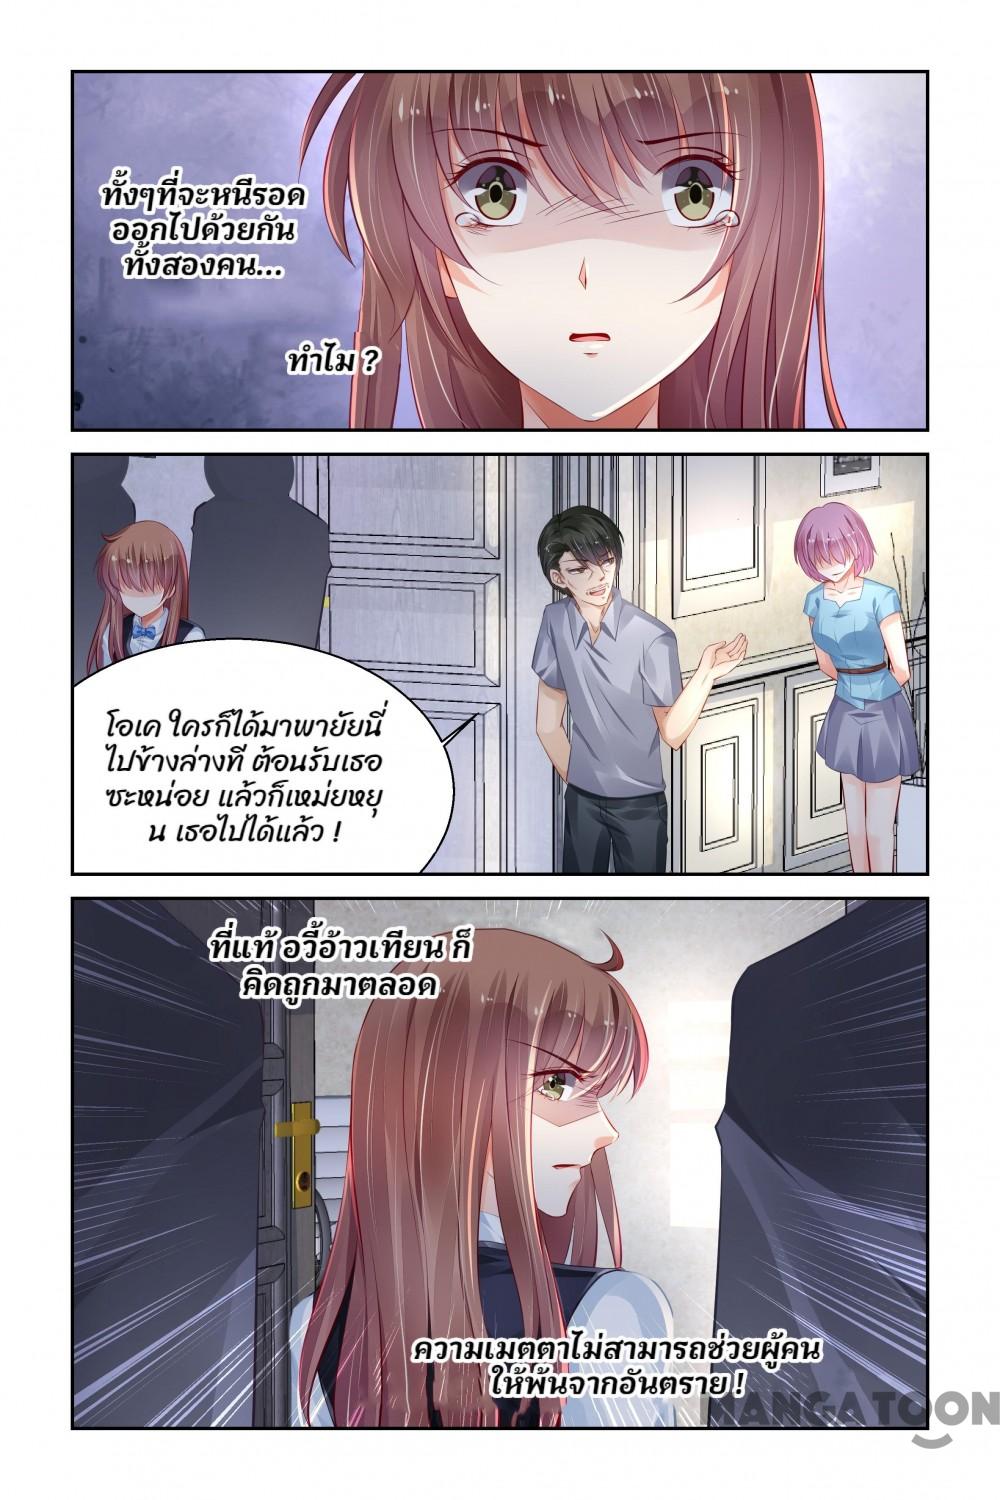 ทั้งๆที่จะหนีรอด
ออกไปด้วยกัน
ทั้งสองคน...
ทำไม ?
โอเค ใครก็ได้มาพายัยนี่
ไปข้างล่างที ต้อนรับเธอ
ซะหน่อย แล้วก็เหม่ยหยุ
น เธอไปได้แล้ว !
ที่แท้ อวี้อ้าวเทียน ก็
คิดถูกมาตลอด
ความเมตตาไม่สามารถช่วยผู้คน
ให้พ้นจากอันตราย !
MANGATOON